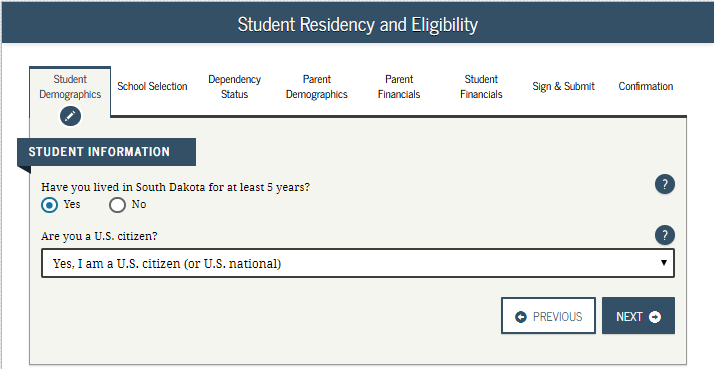 Student Residency and Eligibility
Student Demographics
School Selection
Dependency Status
Parent Demographics
Parent Financials
Student Financials
Sign & Submit
Confirmation
STUDENT INFORMATION
Have you lived in South Dakota for at least 5 years?
?
Yes
No
Are you a U.S. citizen?
?
Yes, I am a U.S. citizen (or U.S. national)
PREVIOUS
NEXT